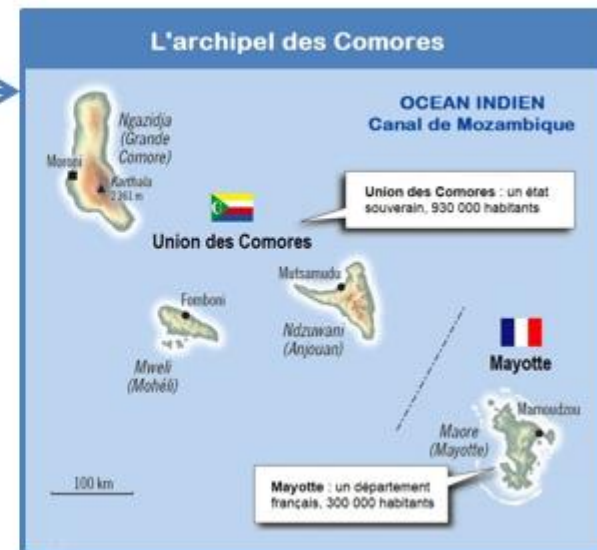 L'archipel des Comores
OCEAN INDIEN
Canal de Mozambique
Ngazidja
(Grande
Comore)
Moroni
Karthala
2 361 m
Union des Comores : un état
souverain, 930 000 habitants
Union des Comores
Mutsamudu
Fomboni
Ndzuwani
(Anjouan)
Mweli
(Mohéli)
Mayotte
Mamoudzou
Maore
(Mayotte)
100 km
Mayotte : un département
français, 300 000 habitants